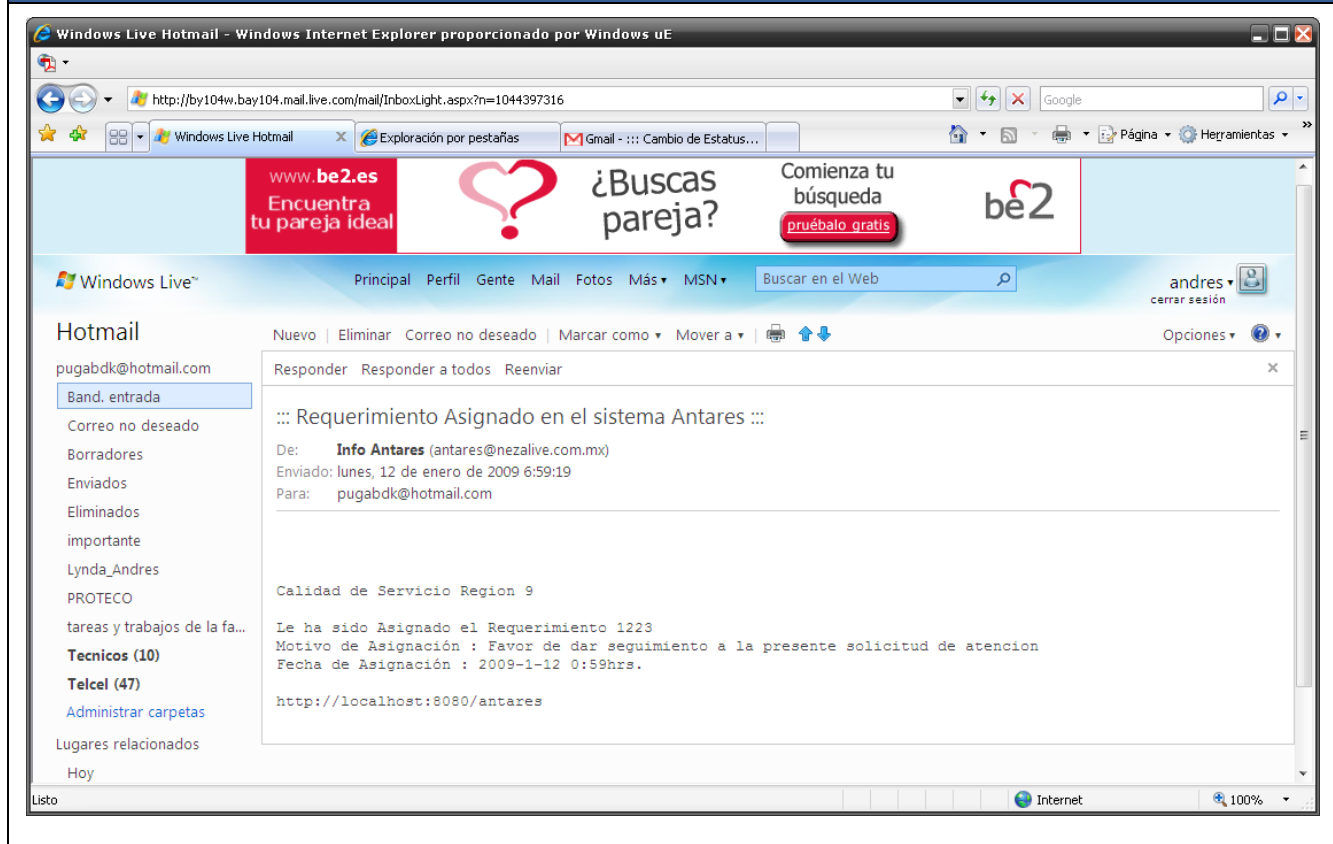 Windows Live Hotmail - Windows Internet Explorer proporcionado por Windows uE
http://by104w.bay104.mail.live.com/mail/InboxLight.aspx?n=1044397316
Google
Windows Live Hotmail
Exploración por pestañas
Gmail - ::: Cambio de Estatus...
Página
Herramientas
www.be2.es
Encuentra
tu pareja ideal
¿Buscas
pareja?
Comienza tu
búsqueda
pruébalo gratis
be2
Windows Live™
Principal Perfil Gente Mail Fotos Más MSN
Buscar en el Web
andres
cerrar sesión
Hotmail
Nuevo | Eliminar Correo no deseado | Marcar como Mover a
Opciones
pugabdk@hotmail.com
Responder Responder a todos Reenviar
Band. entrada
Correo no deseado
Borradores
Enviados
Eliminados
importante
Lynda_Andres
PROTECO
tareas y trabajos de la fa...
Tecnicos (10)
Telcel (47)
Administrar carpetas
Lugares relacionados
Hoy
::: Requerimiento Asignado en el sistema Antares :::
De: Info Antares (antares@nezalive.com.mx)
Enviado: lunes, 12 de enero de 2009 6:59:19
Para: pugabdk@hotmail.com
Calidad de Servicio Region 9
Le ha sido Asignado el Requerimiento 1223
Motivo de Asignación : Favor de dar seguimiento a la presente solicitud de atencion
Fecha de Asignación : 2009-1-12 0:59hrs.
http://localhost:8080/antares
Listo
Internet
100%